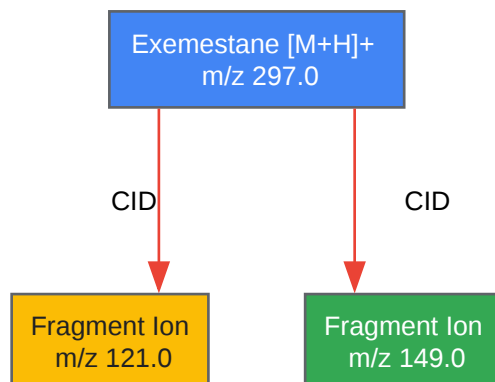 Exemestane [M+H]+
m/z 297.0
CID
CID
Fragment Ion
m/z 121.0
Fragment Ion
m/z 149.0